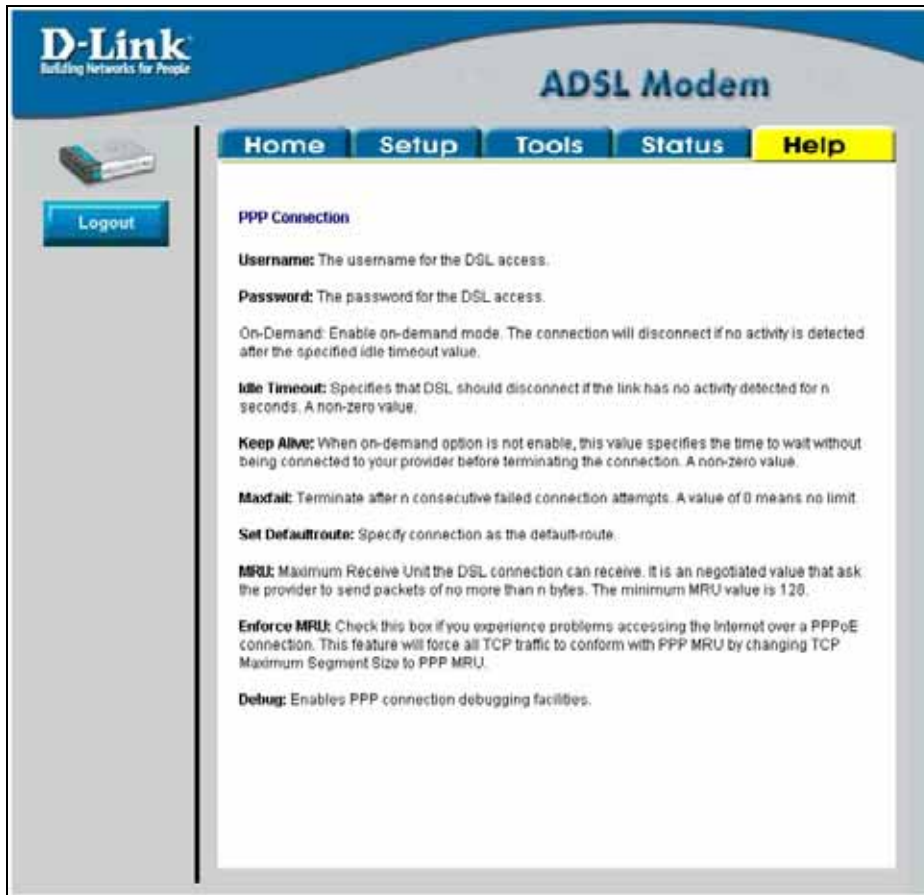 D-Link
Building Networks for People
ADSL Modem
Home Setup Tools Status Help
Logout
PPP Connection
Username: The username for the DSL access.
Password: The password for the DSL access.
On-Demand: Enable on-demand mode. The connection will disconnect if no activity is detected
after the specified idle timeout value.
Idle Timeout: Specifies that DSL should disconnect if the link has no activity detected for n
seconds. A non-zero value.
Keep Alive: When on-demand option is not enable, this value specifies the time to wait without
being connected to your provider before terminating the connection. A non-zero value.
Maxfail: Terminate after n consecutive failed connection attempts. A value of 0 means no limit.
Set Defaultroute: Specify connection as the default-route.
MRU: Maximum Receive Unit the DSL connection can receive. It is an negotiated value that ask
the provider to send packets of no more than n bytes. The minimum MRU value is 128.
Enforce MRU: Check this box if you experience problems accessing the Internet over a PPPoE
connection. This feature will force all TCP traffic to conform with PPP MRU by changing TCP
Maximum Segment Size to PPP MRU.
Debug: Enables PPP connection debugging facilities.